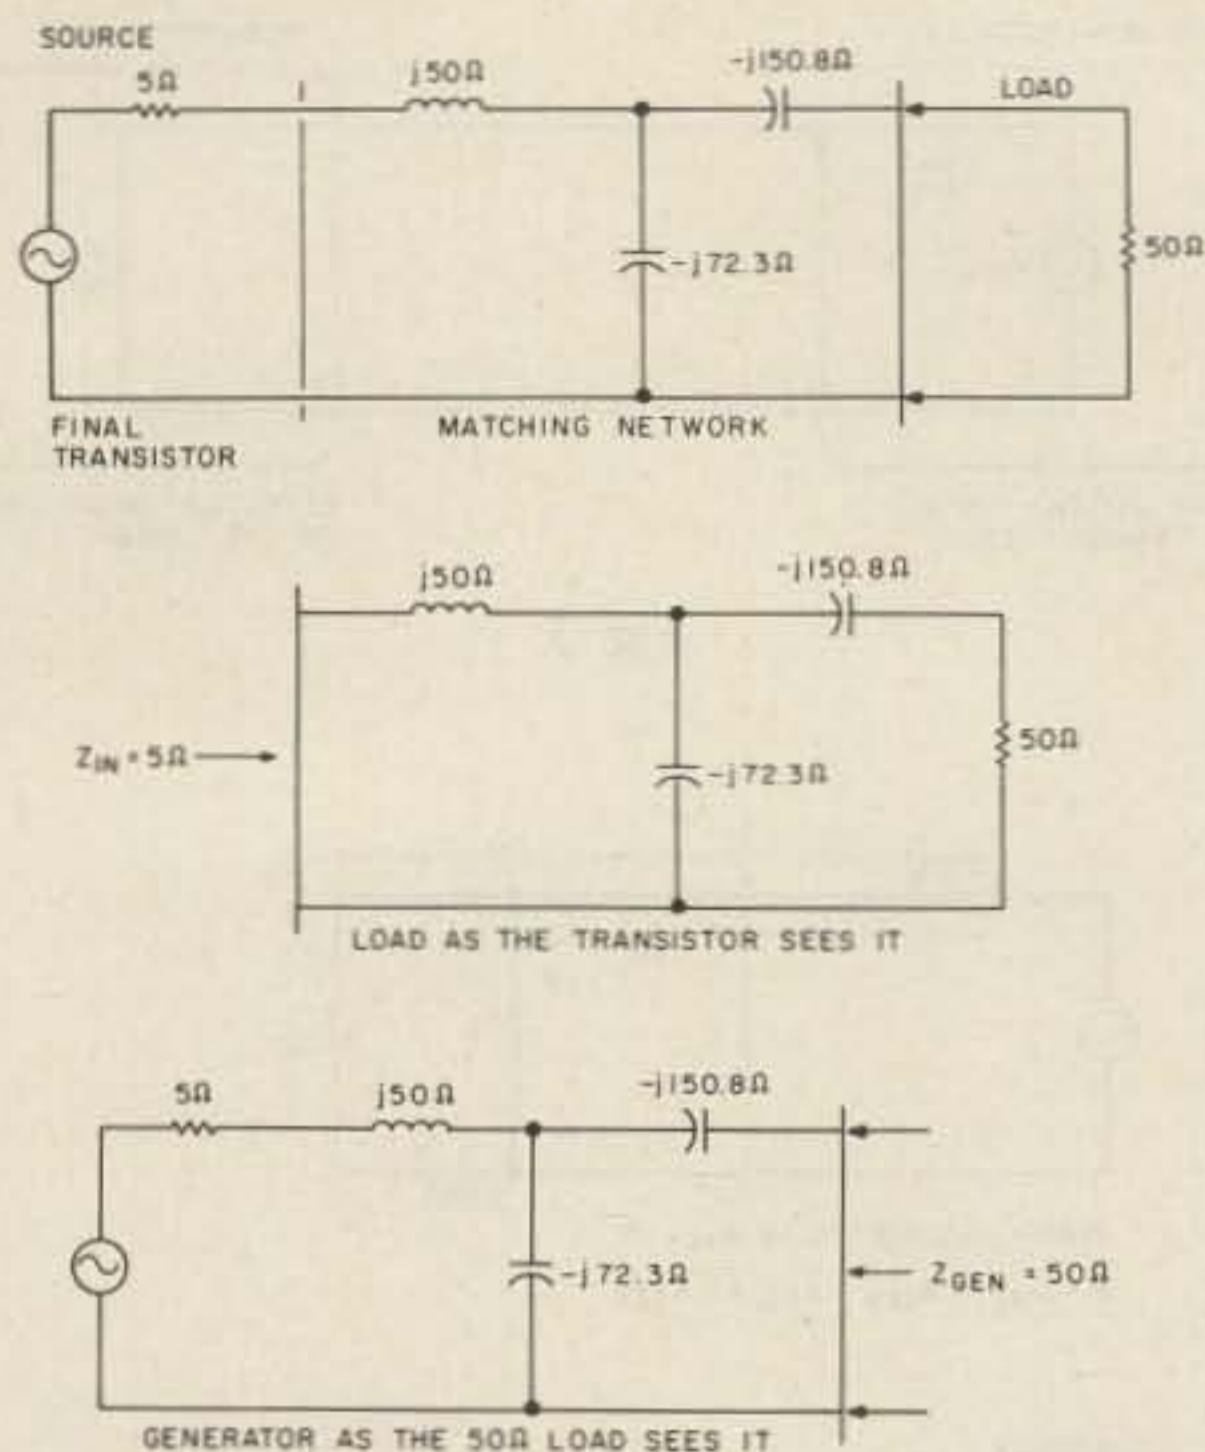 SOURCE
5Ω
j50Ω
-j150.8Ω
LOAD
-j72.3Ω
50Ω
FINAL
TRANSISTOR
MATCHING NETWORK
j50Ω
-j150.8Ω
ZIN = 5Ω
-j72.3Ω
50Ω
LOAD AS THE TRANSISTOR SEES IT
5Ω
j50Ω
-j150.8Ω
-j72.3Ω
ZGEN = 50Ω
GENERATOR AS THE 50Ω LOAD SEES IT